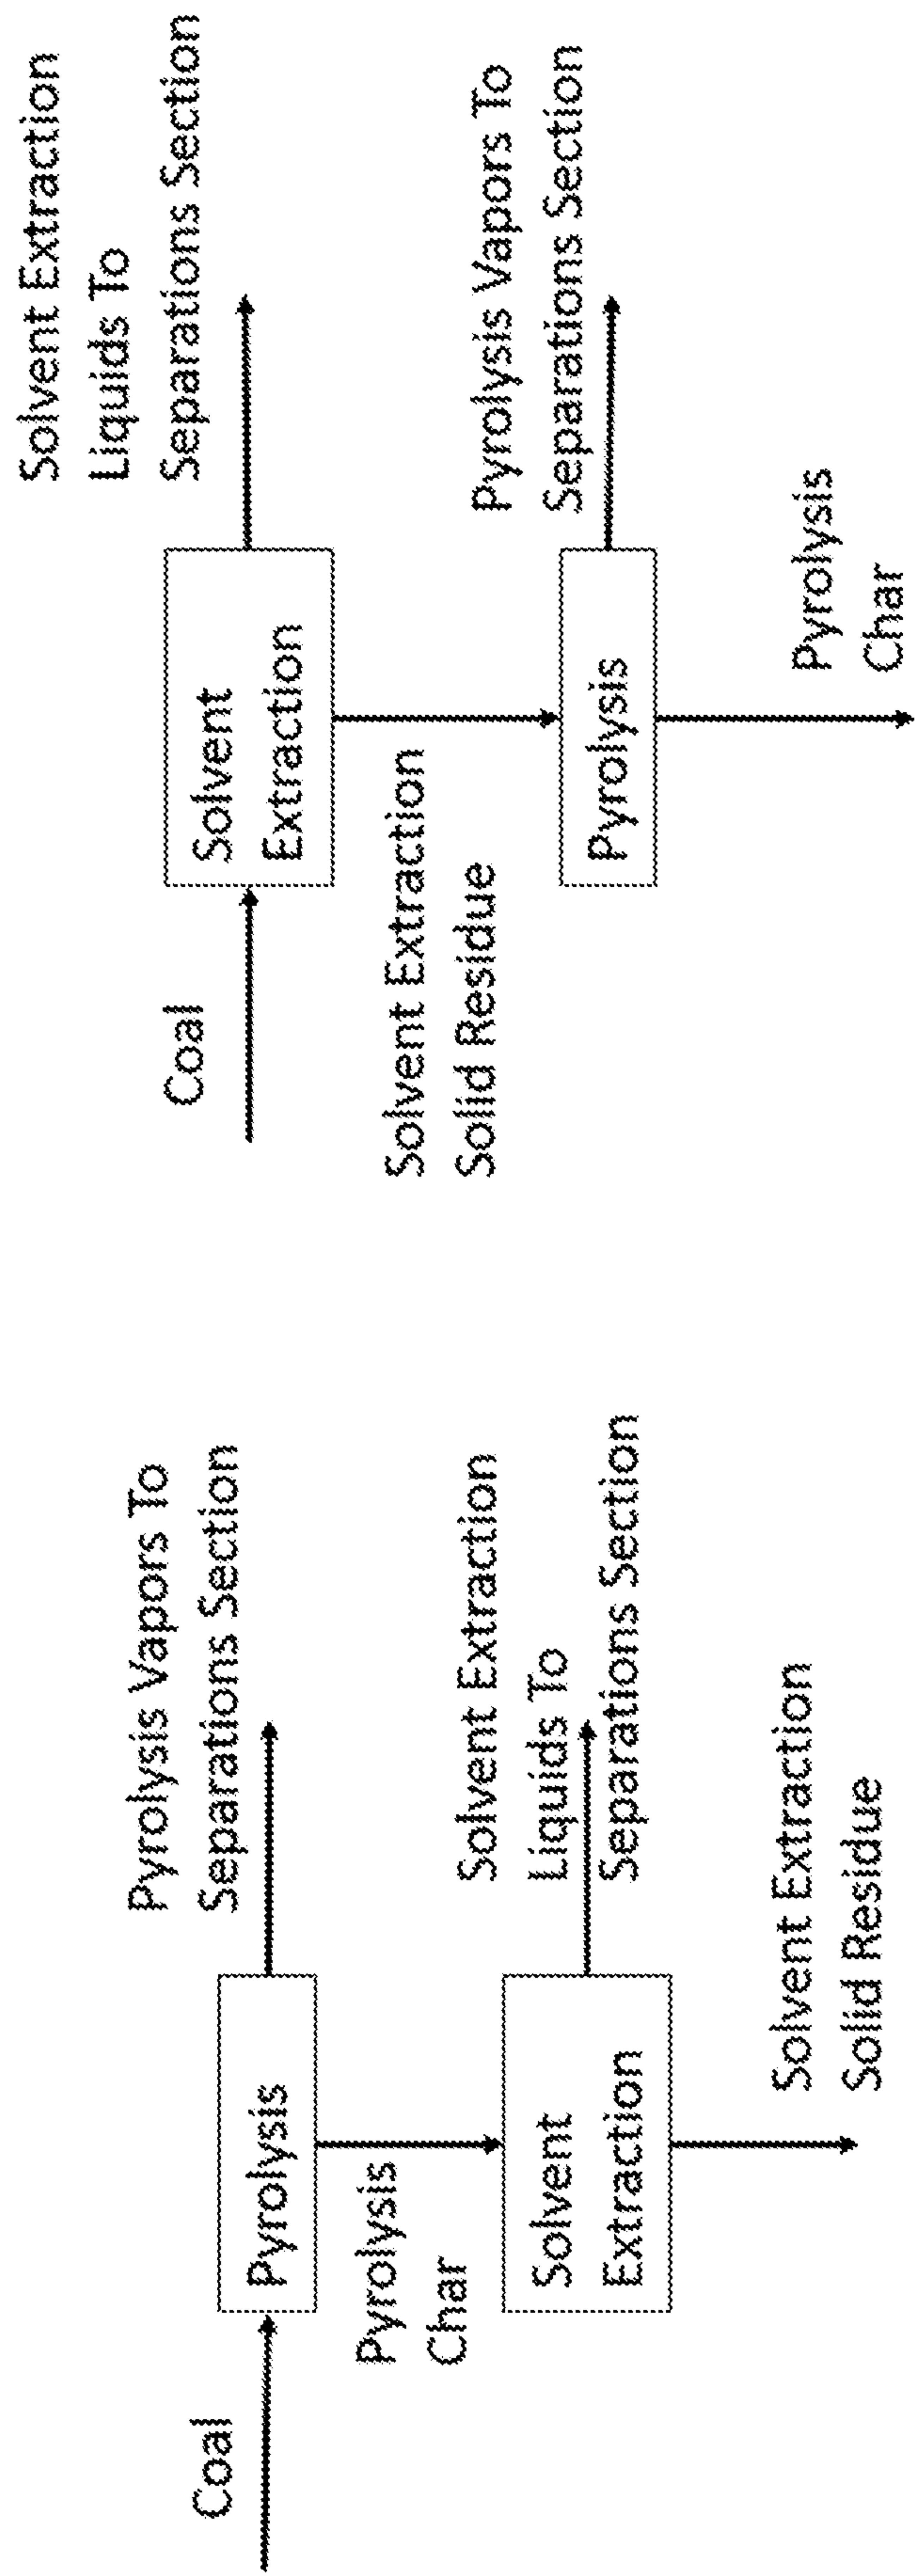 Coal
Pyrolysis
Pyrolysis Vapors To
Separations Section
Pyrolysis
Char
Solvent
Extraction
Solvent Extraction
Liquids To
Separations Section
Solvent Extraction
Solid Residue
Coal
Solvent
Extraction
Solvent Extraction
Liquids To
Separations Section
Solvent Extraction
Solid Residue
Pyrolysis
Pyrolysis Vapors To
Separations Section
Pyrolysis
Char